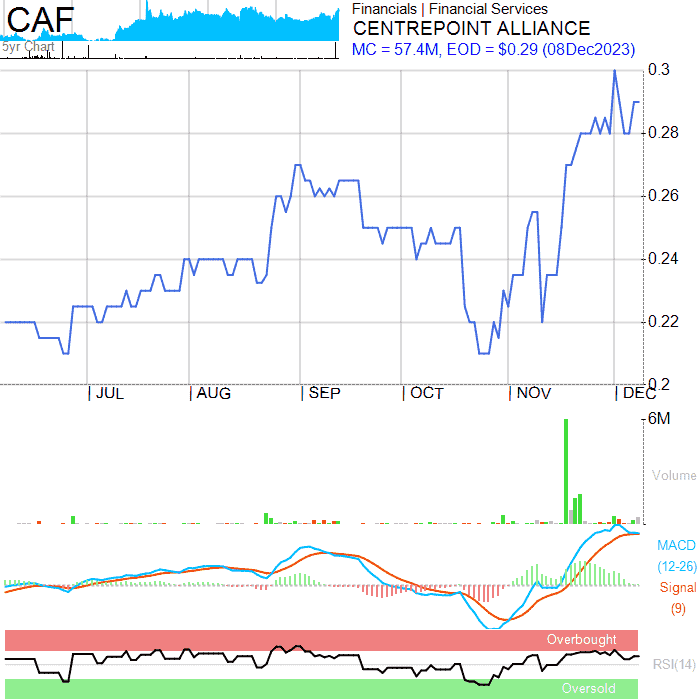 CAF
5yr Chart
Financials | Financial Services
CENTREPOINT ALLIANCE
MC = 57.4M, EOD = $0.29 (08Dec2023)
0.3
0.28
0.26
0.24
0.22
0.2
JUL AUG SEP OCT NOV DEC
6M
Volume
MACD
(12-26)
Signal
(9)
Overbought
RSI(14)
Oversold